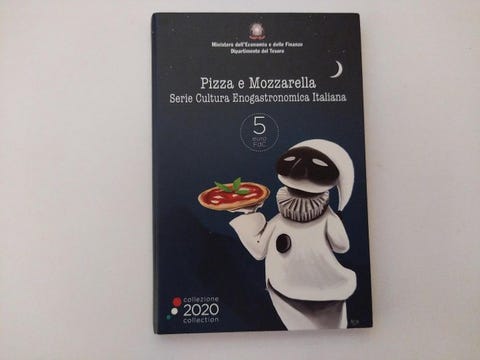 Ministero dell'Economia e delle Finanze
Dipartimento del Tesoro
Pizza e Mozzarella
Serie Cultura Enogastronomica Italiana
5
euro
FdC
collezione
2020
collection